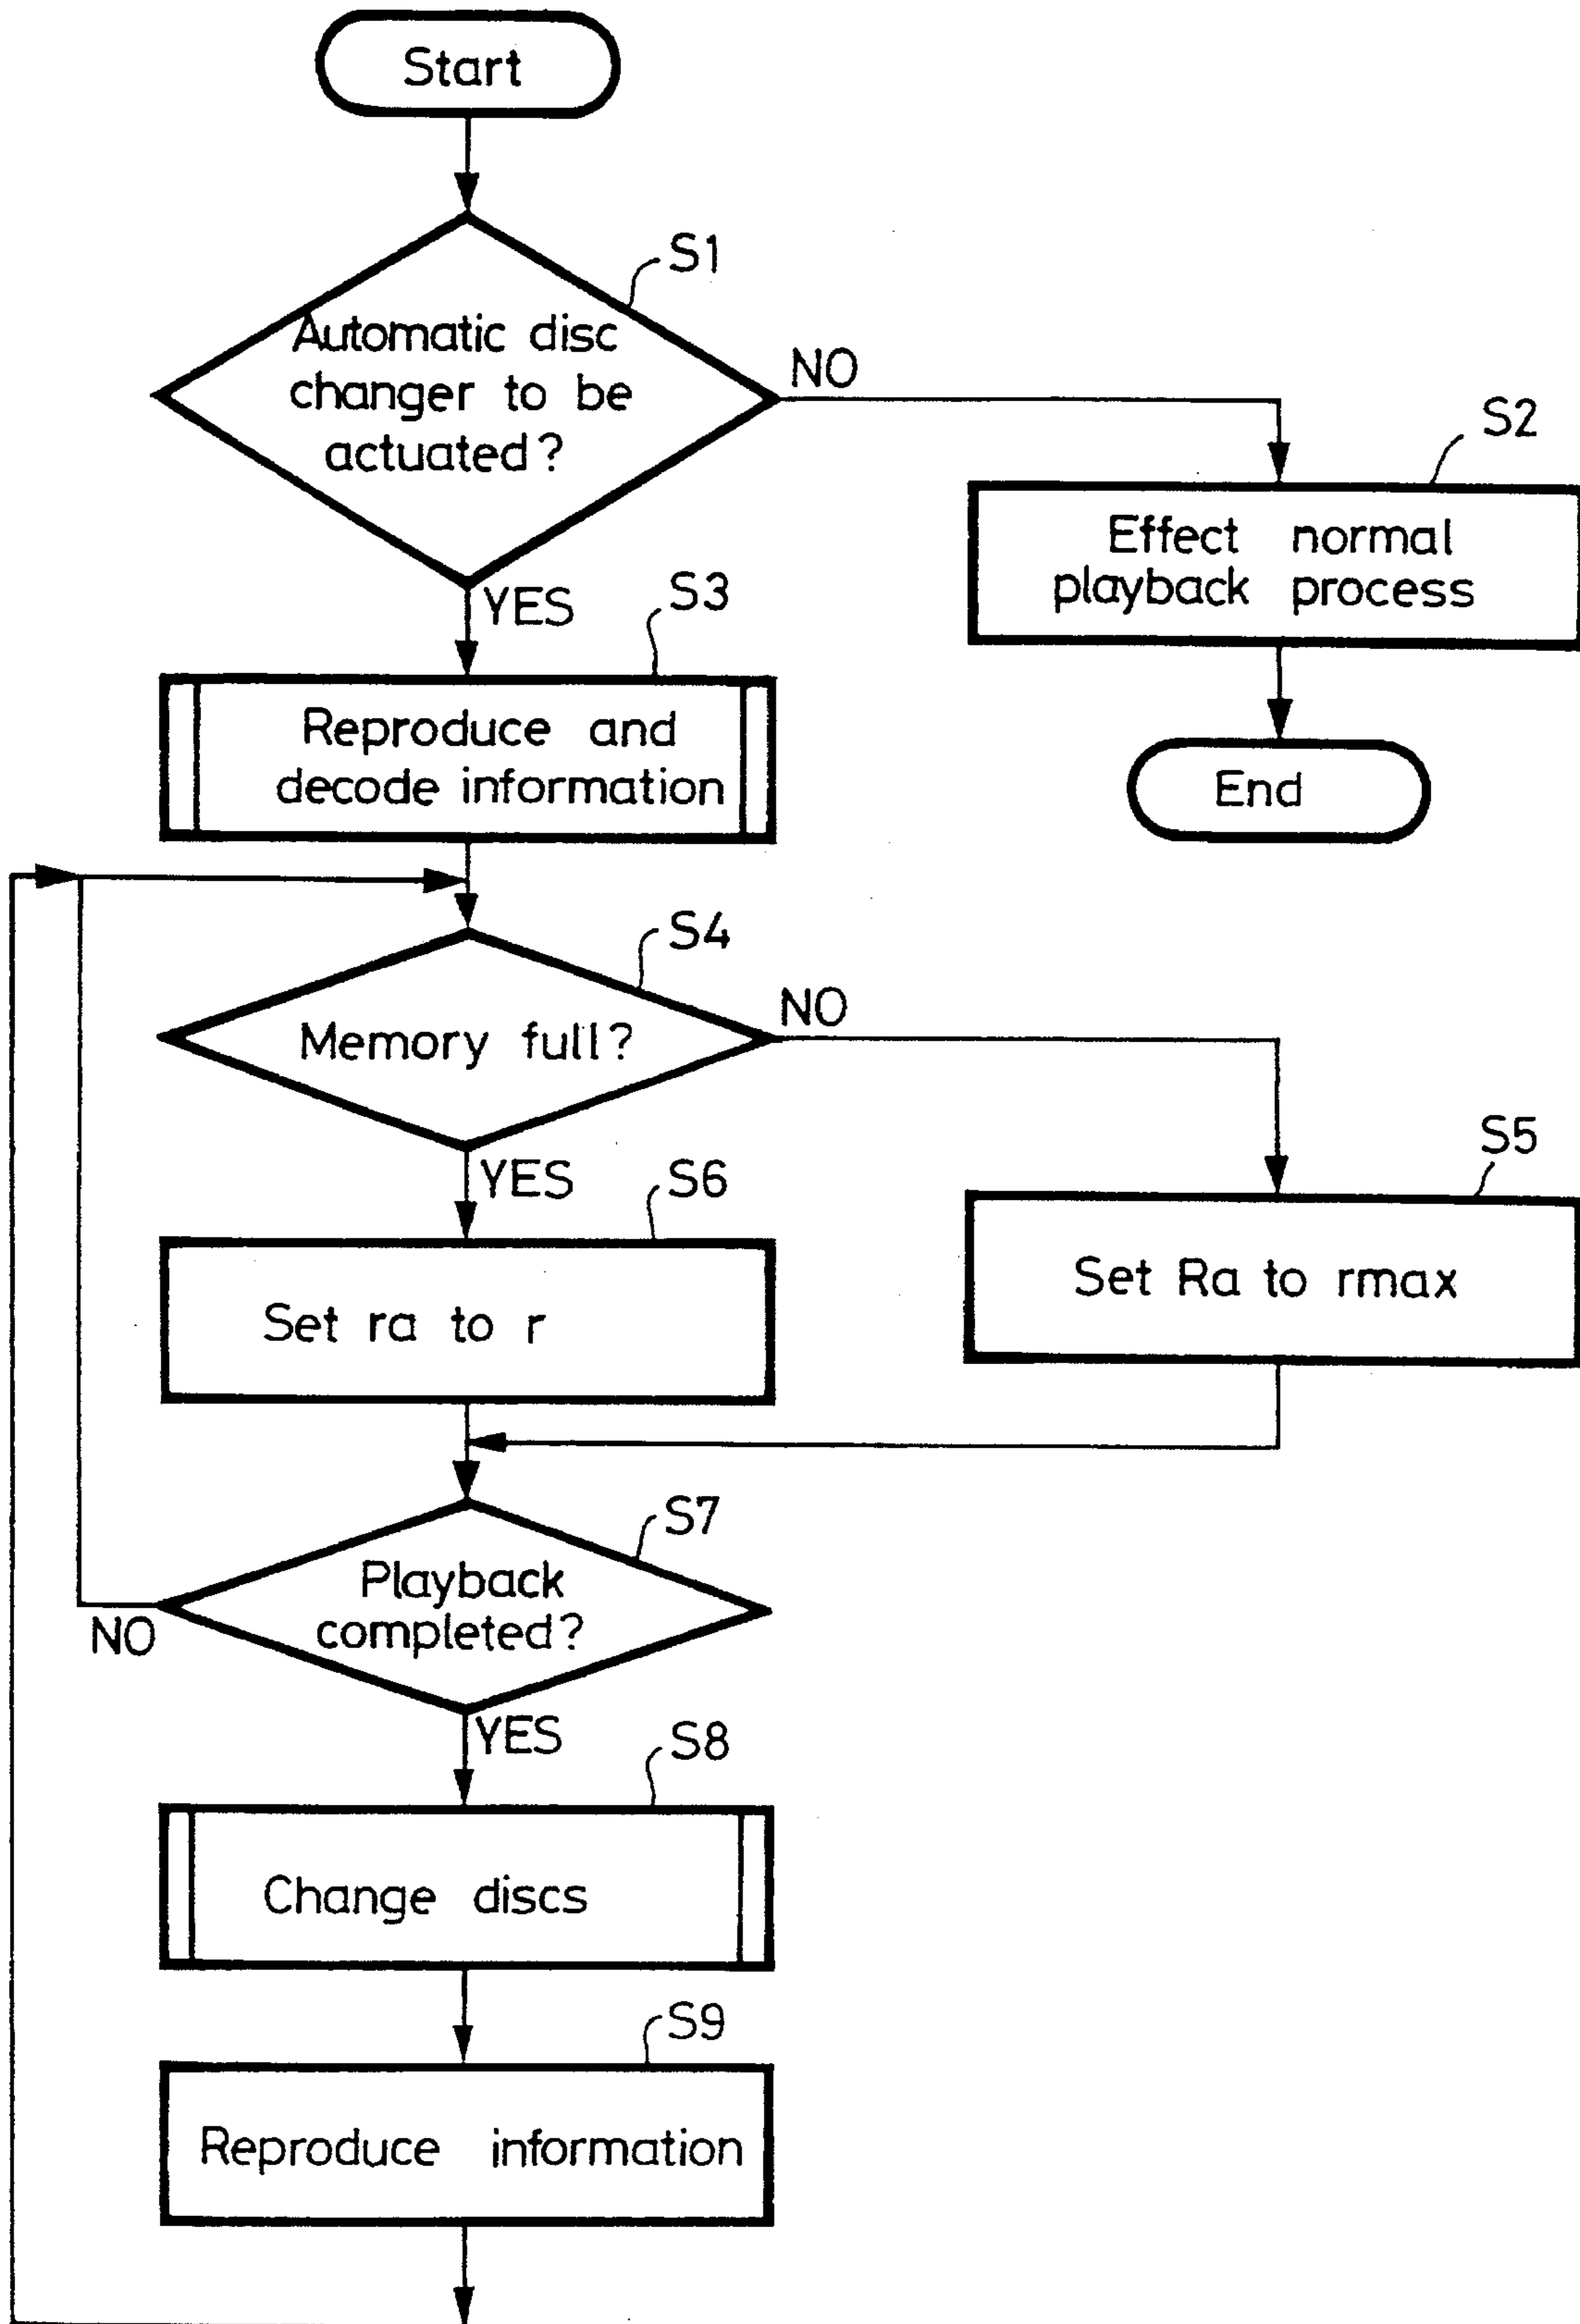 Start
S1
Automatic disc
changer to be
actuated?
NO
S2
Effect normal
playback process
End
YES
S3
Reproduce and
decode information
S4
Memory full?
NO
S5
Set Ra to rmax
YES
S6
Set ra to r
S7
Playback
completed?
NO
YES
S8
Change discs
S9
Reproduce information